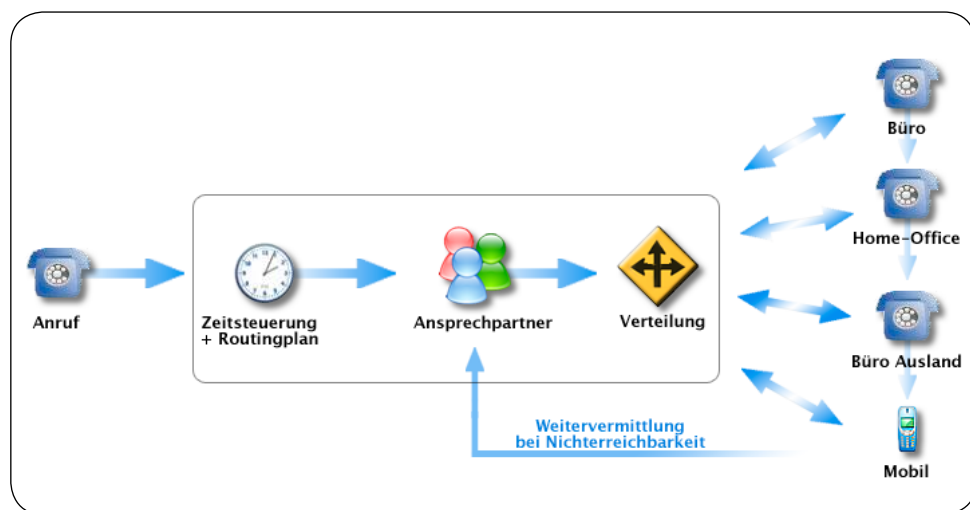 Anruf
Zeitsteuerung
+ Routingplan
Ansprechpartner
Verteilung
Büro
Home-Office
Büro Ausland
Mobil
Weitervermittlung
bei Nichterreichbarkeit